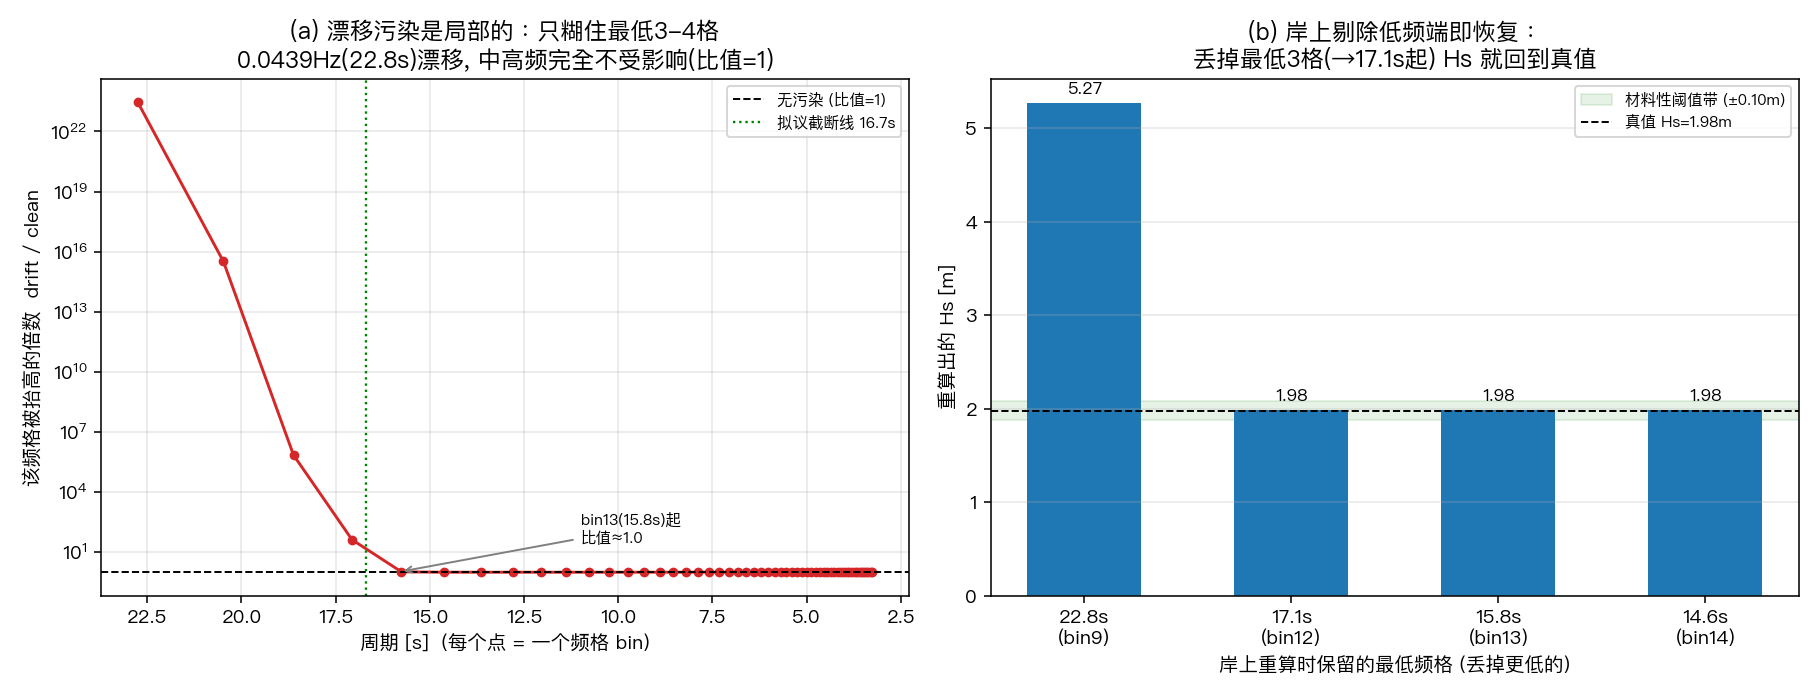 (a) 漂移污染是局部的：只糊住最低3–4格
0.0439Hz(22.8s)漂移, 中高频完全不受影响(比值=1)
无污染 (比值=1)
拟议截断线 16.7s
该频格被抬高的倍数  drift / clean
10²²
10¹⁹
10¹⁶
10¹³
10¹⁰
10⁷
10⁴
10¹
bin13(15.8s)起
比值≈1.0
22.5 20.0 17.5 15.0 12.5 10.0 7.5 5.0 2.5
周期 [s]  (每个点 = 一个频格 bin)
(b) 岸上剔除低频端即恢复：
丢掉最低3格(→17.1s起) Hs 就回到真值
材料性阈值带 (±0.10m)
真值 Hs=1.98m
重算出的 Hs [m]
5
4
3
2
1
0
5.27
1.98
1.98
1.98
22.8s
(bin9)
17.1s
(bin12)
15.8s
(bin13)
14.6s
(bin14)
岸上重算时保留的最低频格 (丢掉更低的)